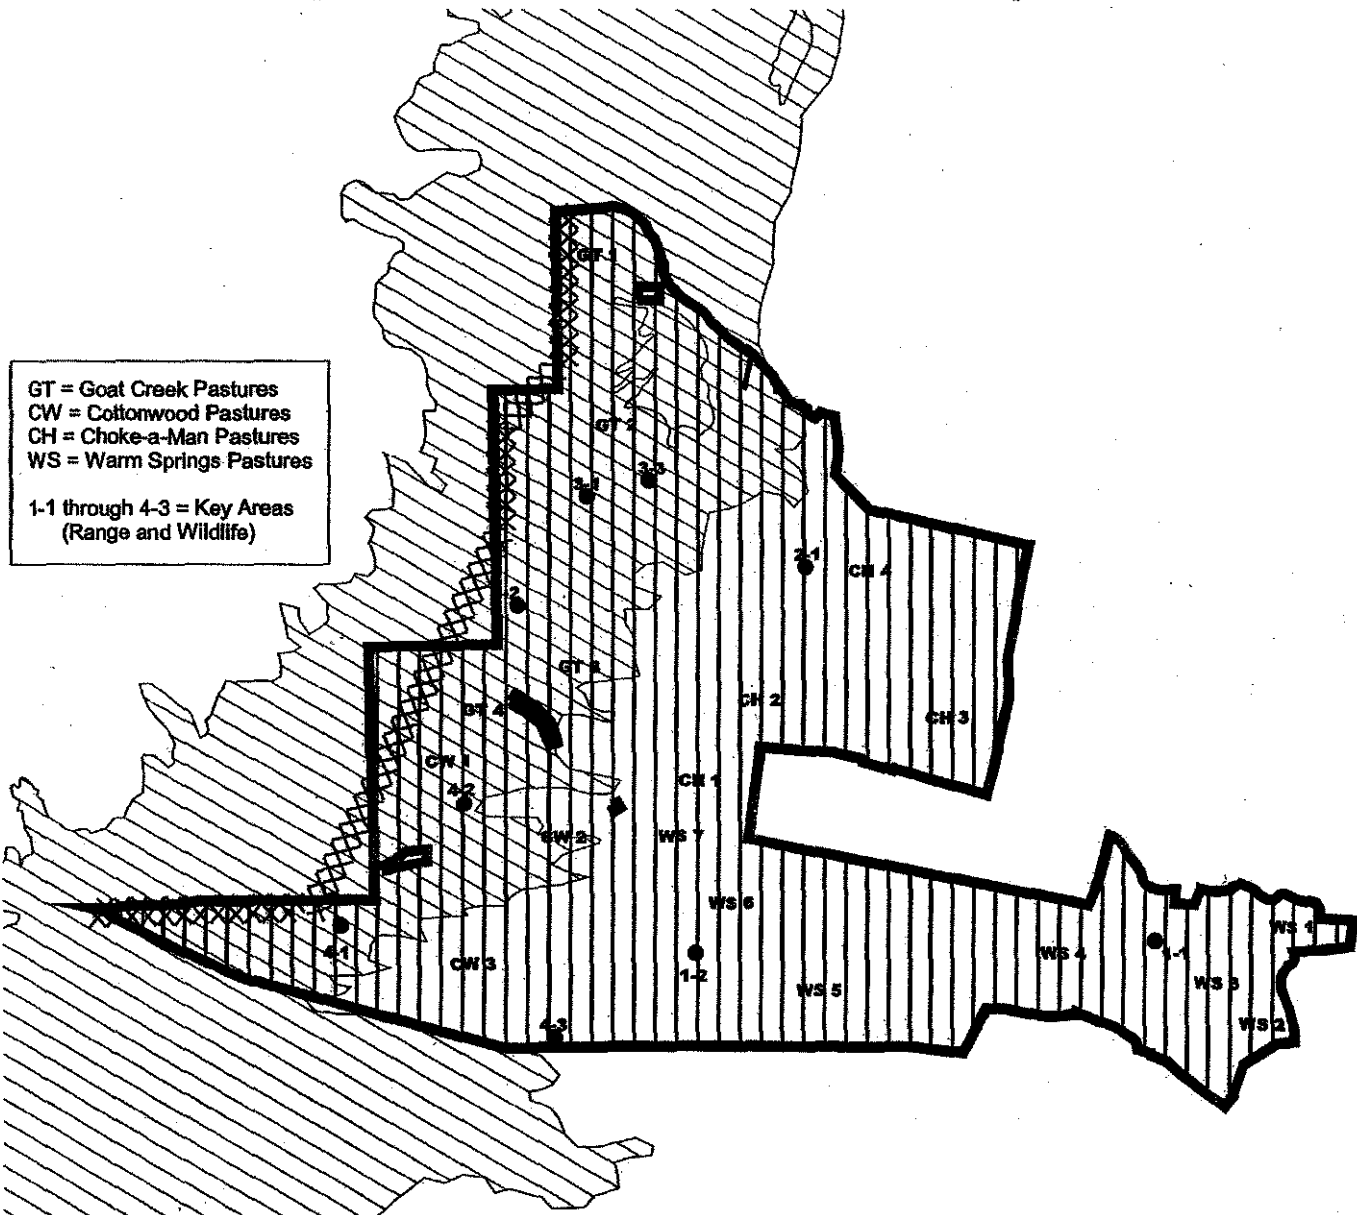 GT = Goat Creek Pastures
CW = Cottonwood Pastures
CH = Choke-a-Man Pastures
WS = Warm Springs Pastures
1-1 through 4-3 = Key Areas
(Range and Wildlife)
GT 1
GT 2
3-3
3-1
2-1
CH 4
GT 3
CH 2
GT 4
CH 3
CW 1
CH 1
4-2
CW 2
WS 7
WS 6
WS 1
4-1
CW 3
1-2
WS 4
1-1
WS 5
WS 3
4-3
WS 2